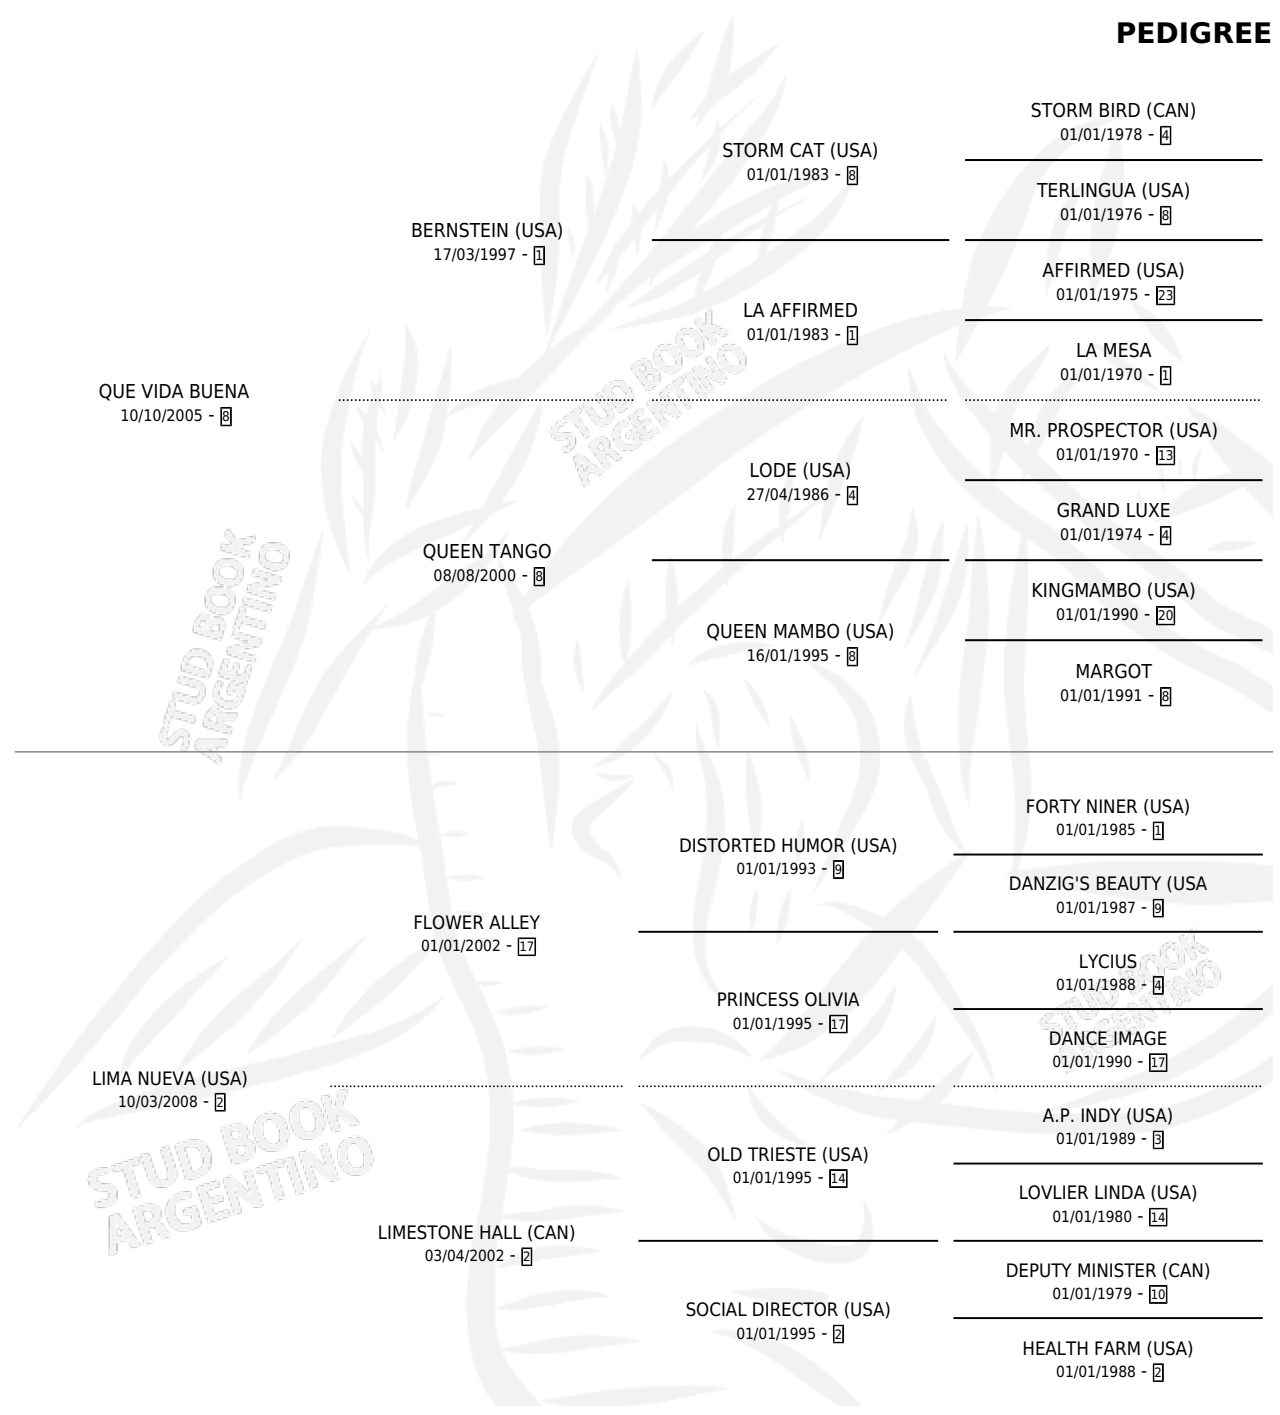 PEDIGREE
STORM BIRD (CAN)
01/01/1978 - 4
STORM CAT (USA)
01/01/1983 - 8
TERLINGUA (USA)
01/01/1976 - 8
BERNSTEIN (USA)
17/03/1997 - 1
AFFIRMED (USA)
01/01/1975 - 23
LA AFFIRMED
01/01/1983 - 1
LA MESA
01/01/1970 - 1
QUE VIDA BUENA
10/10/2005 - 8
MR. PROSPECTOR (USA)
01/01/1970 - 13
LODE (USA)
27/04/1986 - 4
GRAND LUXE
01/01/1974 - 4
QUEEN TANGO
08/08/2000 - 8
KINGMAMBO (USA)
01/01/1990 - 20
QUEEN MAMBO (USA)
16/01/1995 - 8
MARGOT
01/01/1991 - 8
FORTY NINER (USA)
01/01/1985 - 1
DISTORTED HUMOR (USA)
01/01/1993 - 9
DANZIG'S BEAUTY (USA
01/01/1987 - 9
FLOWER ALLEY
01/01/2002 - 17
LYCIUS
01/01/1988 - 4
PRINCESS OLIVIA
01/01/1995 - 17
DANCE IMAGE
01/01/1990 - 17
LIMA NUEVA (USA)
10/03/2008 - 2
A.P. INDY (USA)
01/01/1989 - 3
OLD TRIESTE (USA)
01/01/1995 - 14
LOVLIER LINDA (USA)
01/01/1980 - 14
LIMESTONE HALL (CAN)
03/04/2002 - 2
DEPUTY MINISTER (CAN)
01/01/1979 - 10
SOCIAL DIRECTOR (USA)
01/01/1995 - 2
HEALTH FARM (USA)
01/01/1988 - 2
STUD BOOK
ARGENTINO
STUD BOOK
ARGENTINO
STUD BOOK
ARGENTINO
STUD BOOK
ARGENTINO